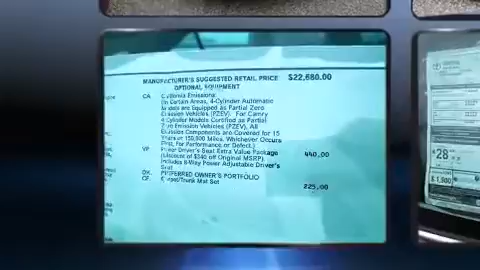 MANUFACTURER'S SUGGESTED RETAIL PRICE $22,680.00
OPTIONAL EQUIPMENT
CA California Emissions:
(In Certain Areas, 4-Cylinder Automatic
Models are Equipped as Partial Zero
Emission Vehicles (PZEV). For Camry
4 Cylinder Models Certified as Partial
Zero Emission Vehicles (PZEV), All
Emission Components are Covered for 15
Years or 150,000 Miles, Whichever Occurs
First, For Performance or Defect.)
VP Power Driver's Seat Extra Value Package 440.00
(Discount of $340 off Original MSRP)
Includes 8-Way Power Adjustable Driver's
Seat
DK. PREFERRED OWNER'S PORTFOLIO
CF. Carpet/Trunk Mat Set 225.00
28